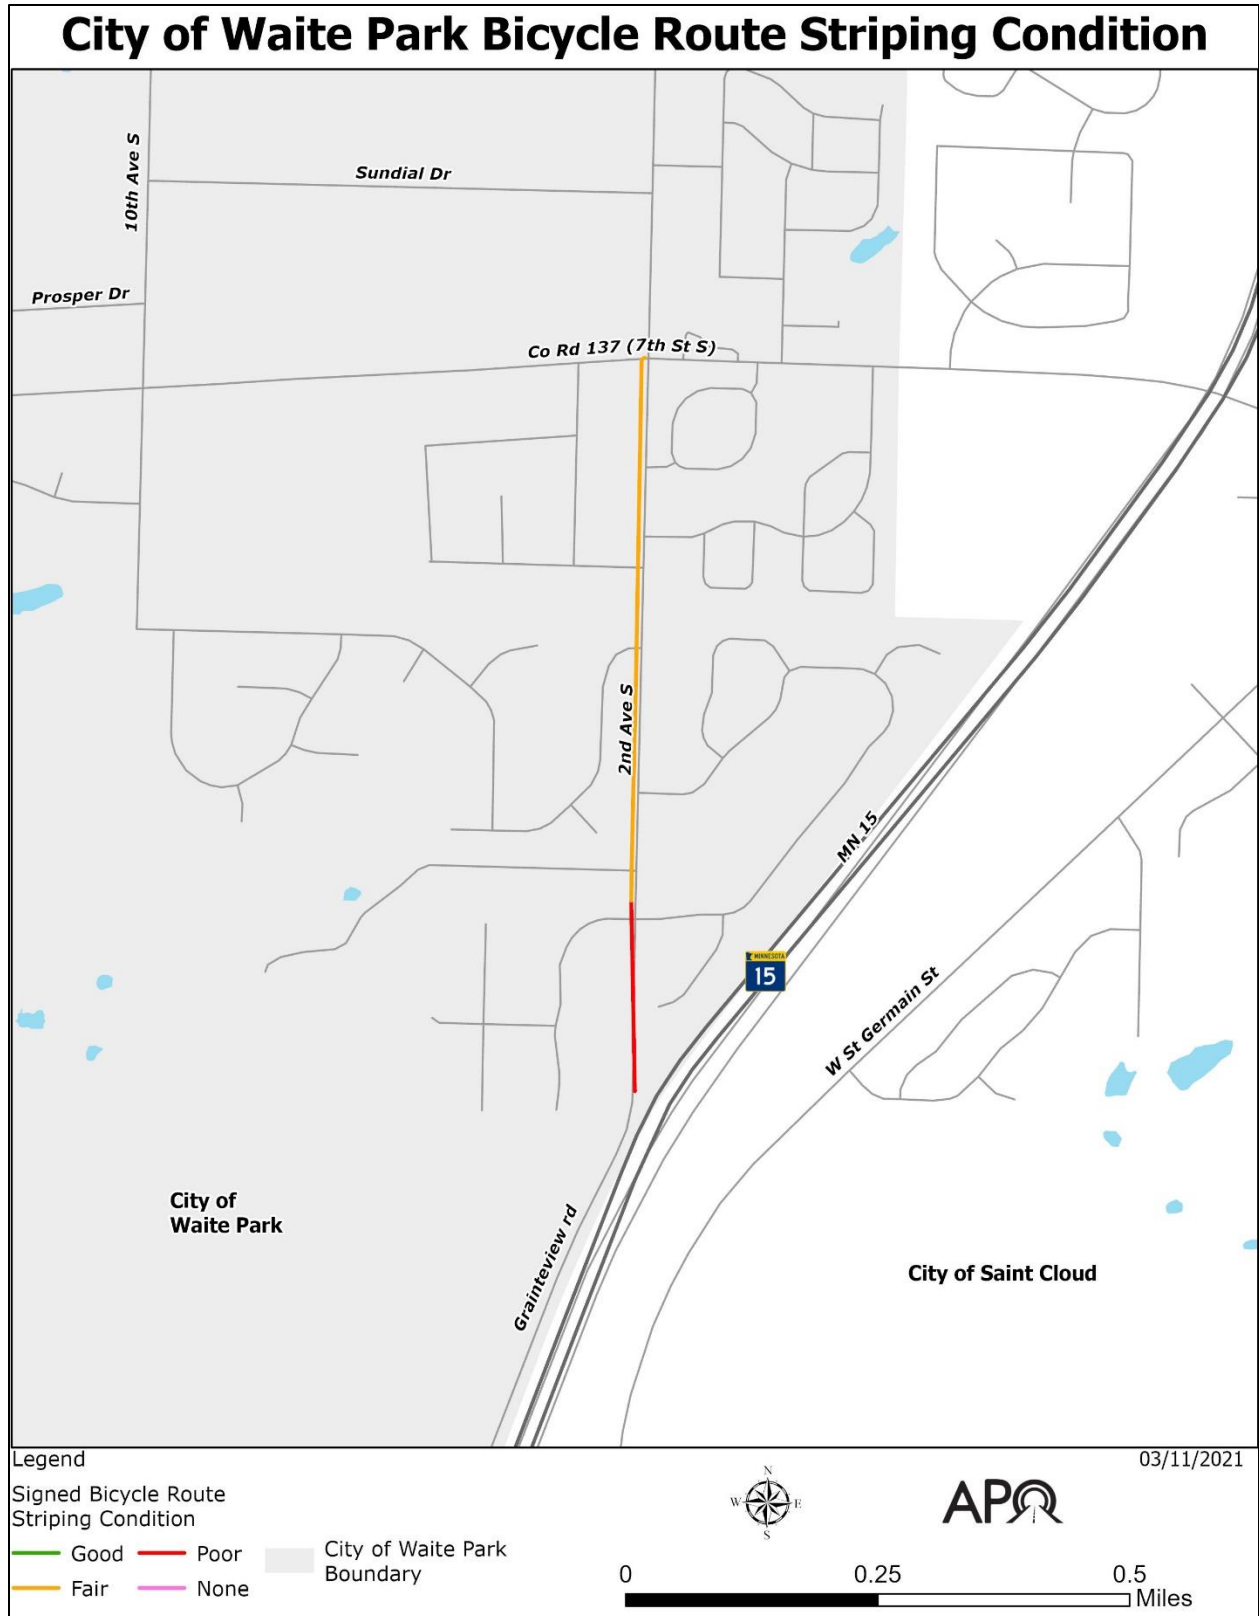 City of Waite Park Bicycle Route Striping Condition
10th Ave S
Sundial Dr
Prosper Dr
Co Rd 137 (7th St S)
2nd Ave S
MN 15
MINNESOTA
15
W St Germain St
City of
Waite Park
Grainteview rd
City of Saint Cloud
Legend
03/11/2021
Signed Bicycle Route
Striping Condition
Good
Poor
Fair
None
City of Waite Park
Boundary
N
W
E
S
APO
0
0.25
0.5
Miles